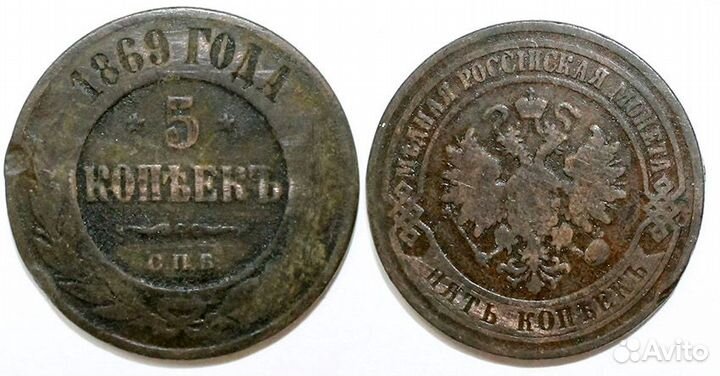 1869 ГОДА
5
КОПѢЕКЪ
С.П.Б.
МѢДНАЯ РОССІЙСКАЯ МОНЕТА
ПЯТЬ КОПѢЕКЪ
Avito